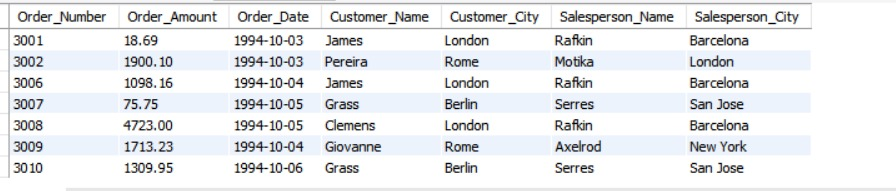 Order_Number Order_Amount Order_Date Customer_Name Customer_City Salesperson_Name Salesperson_City
3001 18.69 1994-10-03 James London Rafkin Barcelona
3002 1900.10 1994-10-03 Pereira Rome Motika London
3006 1098.16 1994-10-04 James London Rafkin Barcelona
3007 75.75 1994-10-05 Grass Berlin Serres San Jose
3008 4723.00 1994-10-05 Clemens London Rafkin Barcelona
3009 1713.23 1994-10-04 Giovanne Rome Axelrod New York
3010 1309.95 1994-10-06 Grass Berlin Serres San Jose